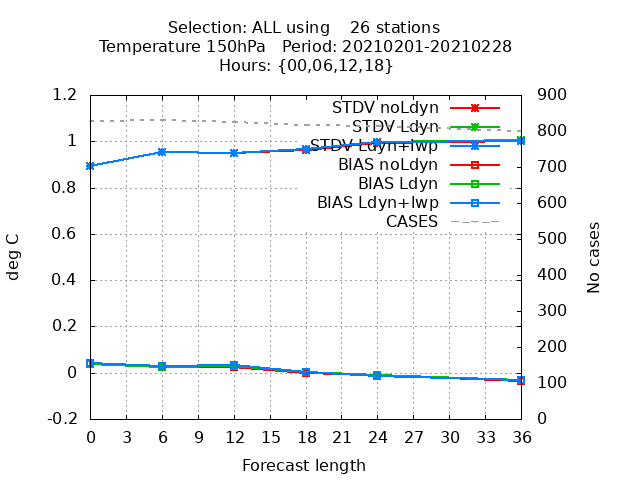 Selection: ALL using    26 stations
Temperature 150hPa   Period: 20210201-20210228
Hours: {00,06,12,18}
1.2
1
0.8
0.6
0.4
0.2
0
-0.2
deg C
STDV noLdyn
STDV Ldyn
STDV Ldyn+lwp
BIAS noLdyn
BIAS Ldyn
BIAS Ldyn+lwp
CASES
900
800
700
600
500
400
300
200
100
0
No cases
0 3 6 9 12 15 18 21 24 27 30 33 36
Forecast length